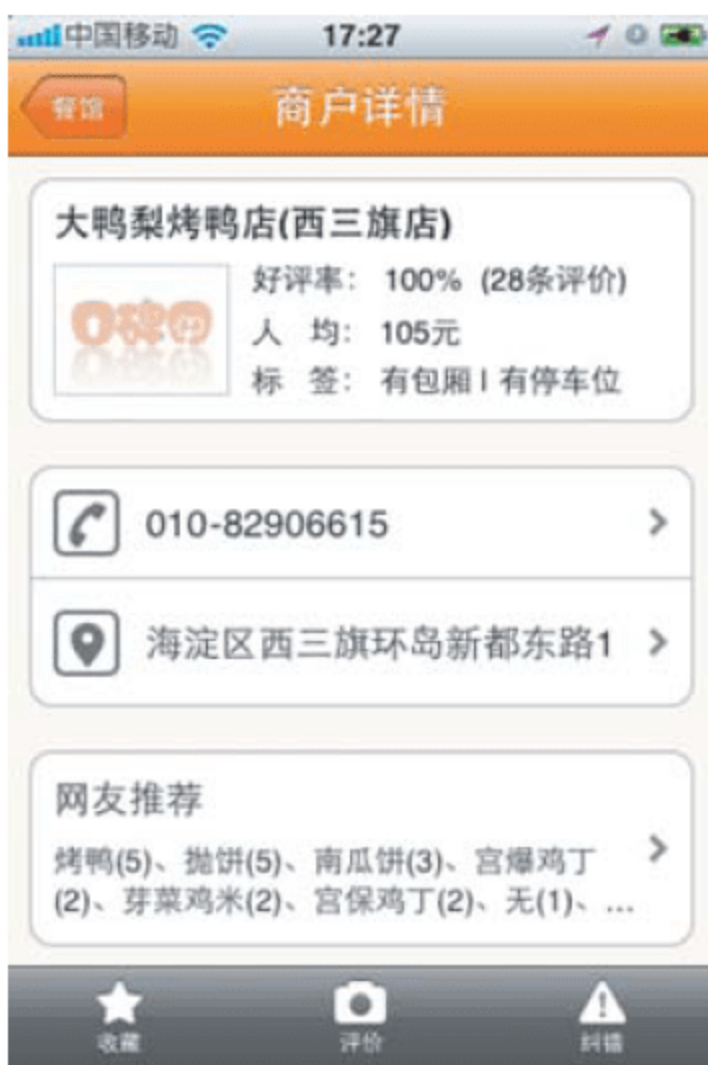 中国移动 17:27
餐馆 商户详情
大鸭梨烤鸭店(西三旗店)
口碑网
好评率: 100% (28条评价)
人 均: 105元
标 签: 有包厢 | 有停车位
010-82906615
海淀区西三旗环岛新都东路1
网友推荐
烤鸭(5)、抛饼(5)、南瓜饼(3)、宫爆鸡丁
(2)、芽菜鸡米(2)、宫保鸡丁(2)、无(1)、...
收藏 评价 纠错